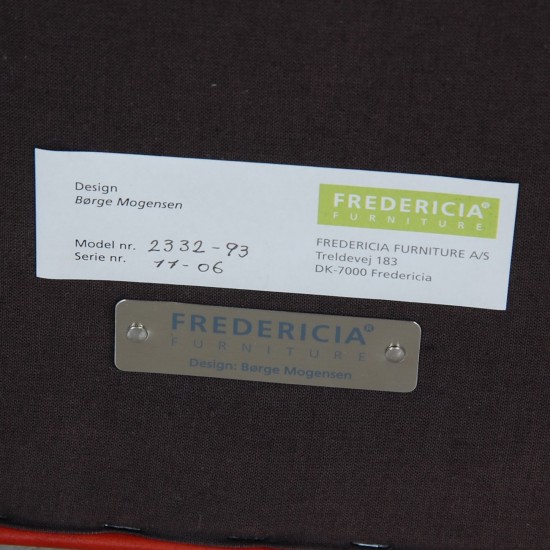 Design
Børge Mogensen
Model nr. 2332-93
Serie nr. 11-06
FREDERICIA®
FURNITURE
FREDERICIA FURNITURE A/S
Treldevej 183
DK-7000 Fredericia
FREDERICIA®
FURNITURE
Design: Børge Mogensen